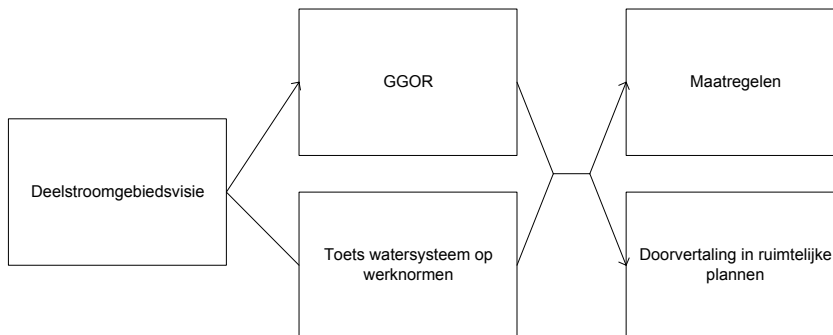 Deelstroomgebiedsvisie
GGOR
Toets watersysteem op
werknormen
Maatregelen
Doorvertaling in ruimtelijke
plannen